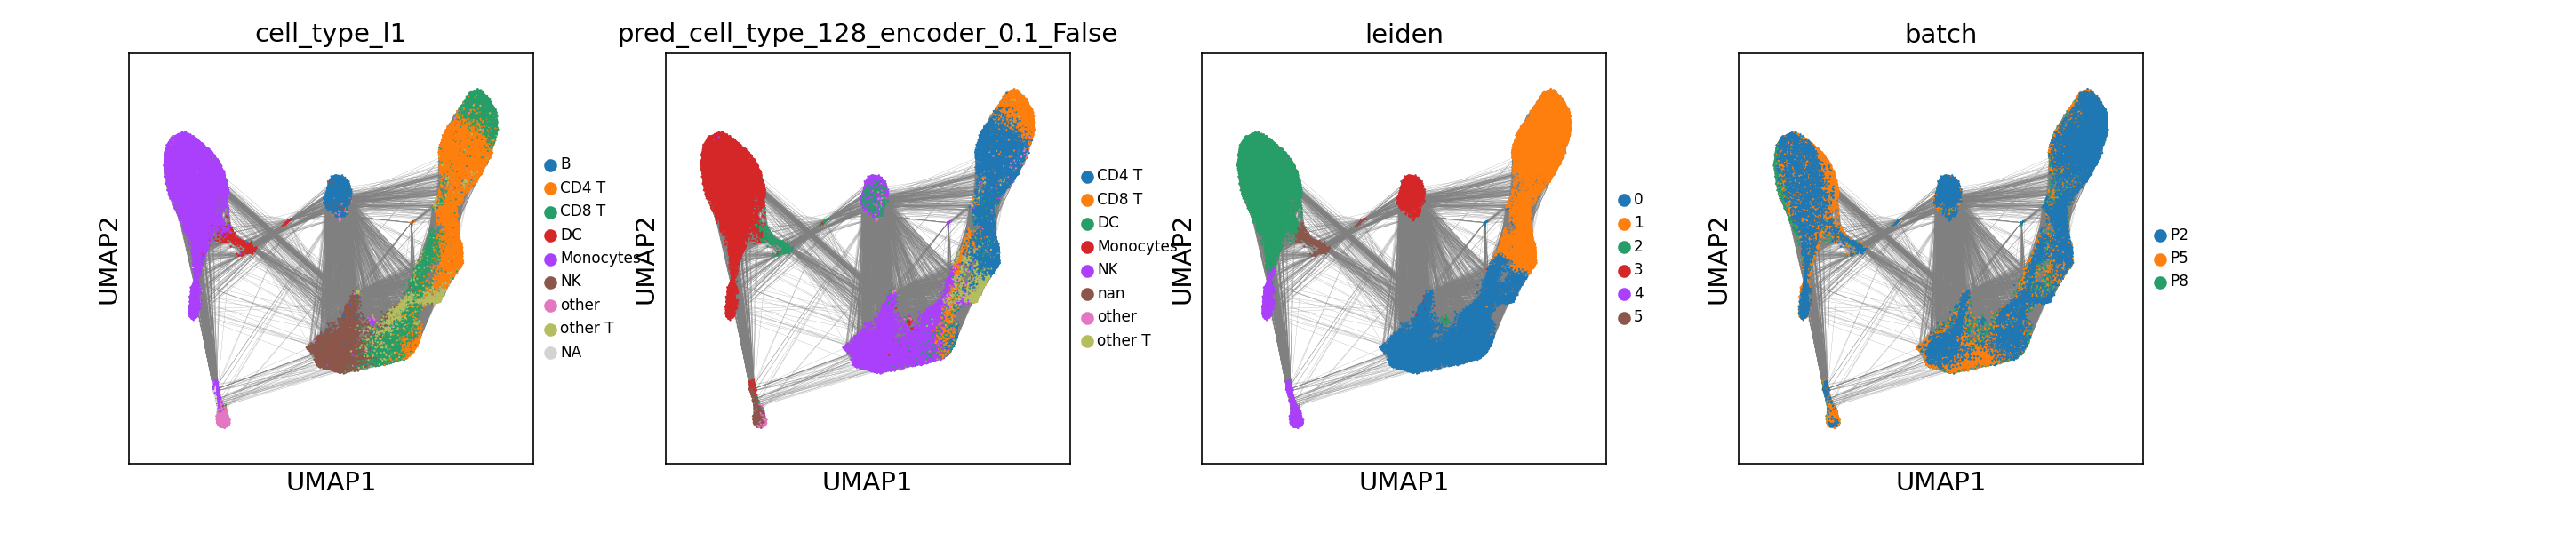 cell_type_l1
UMAP2
UMAP1
B
CD4 T
CD8 T
DC
Monocytes
NK
other
other T
NA
pred_cell_type_128_encoder_0.1_False
UMAP2
UMAP1
CD4 T
CD8 T
DC
Monocytes
NK
nan
other
other T
leiden
UMAP2
UMAP1
0
1
2
3
4
5
batch
UMAP2
UMAP1
P2
P5
P8